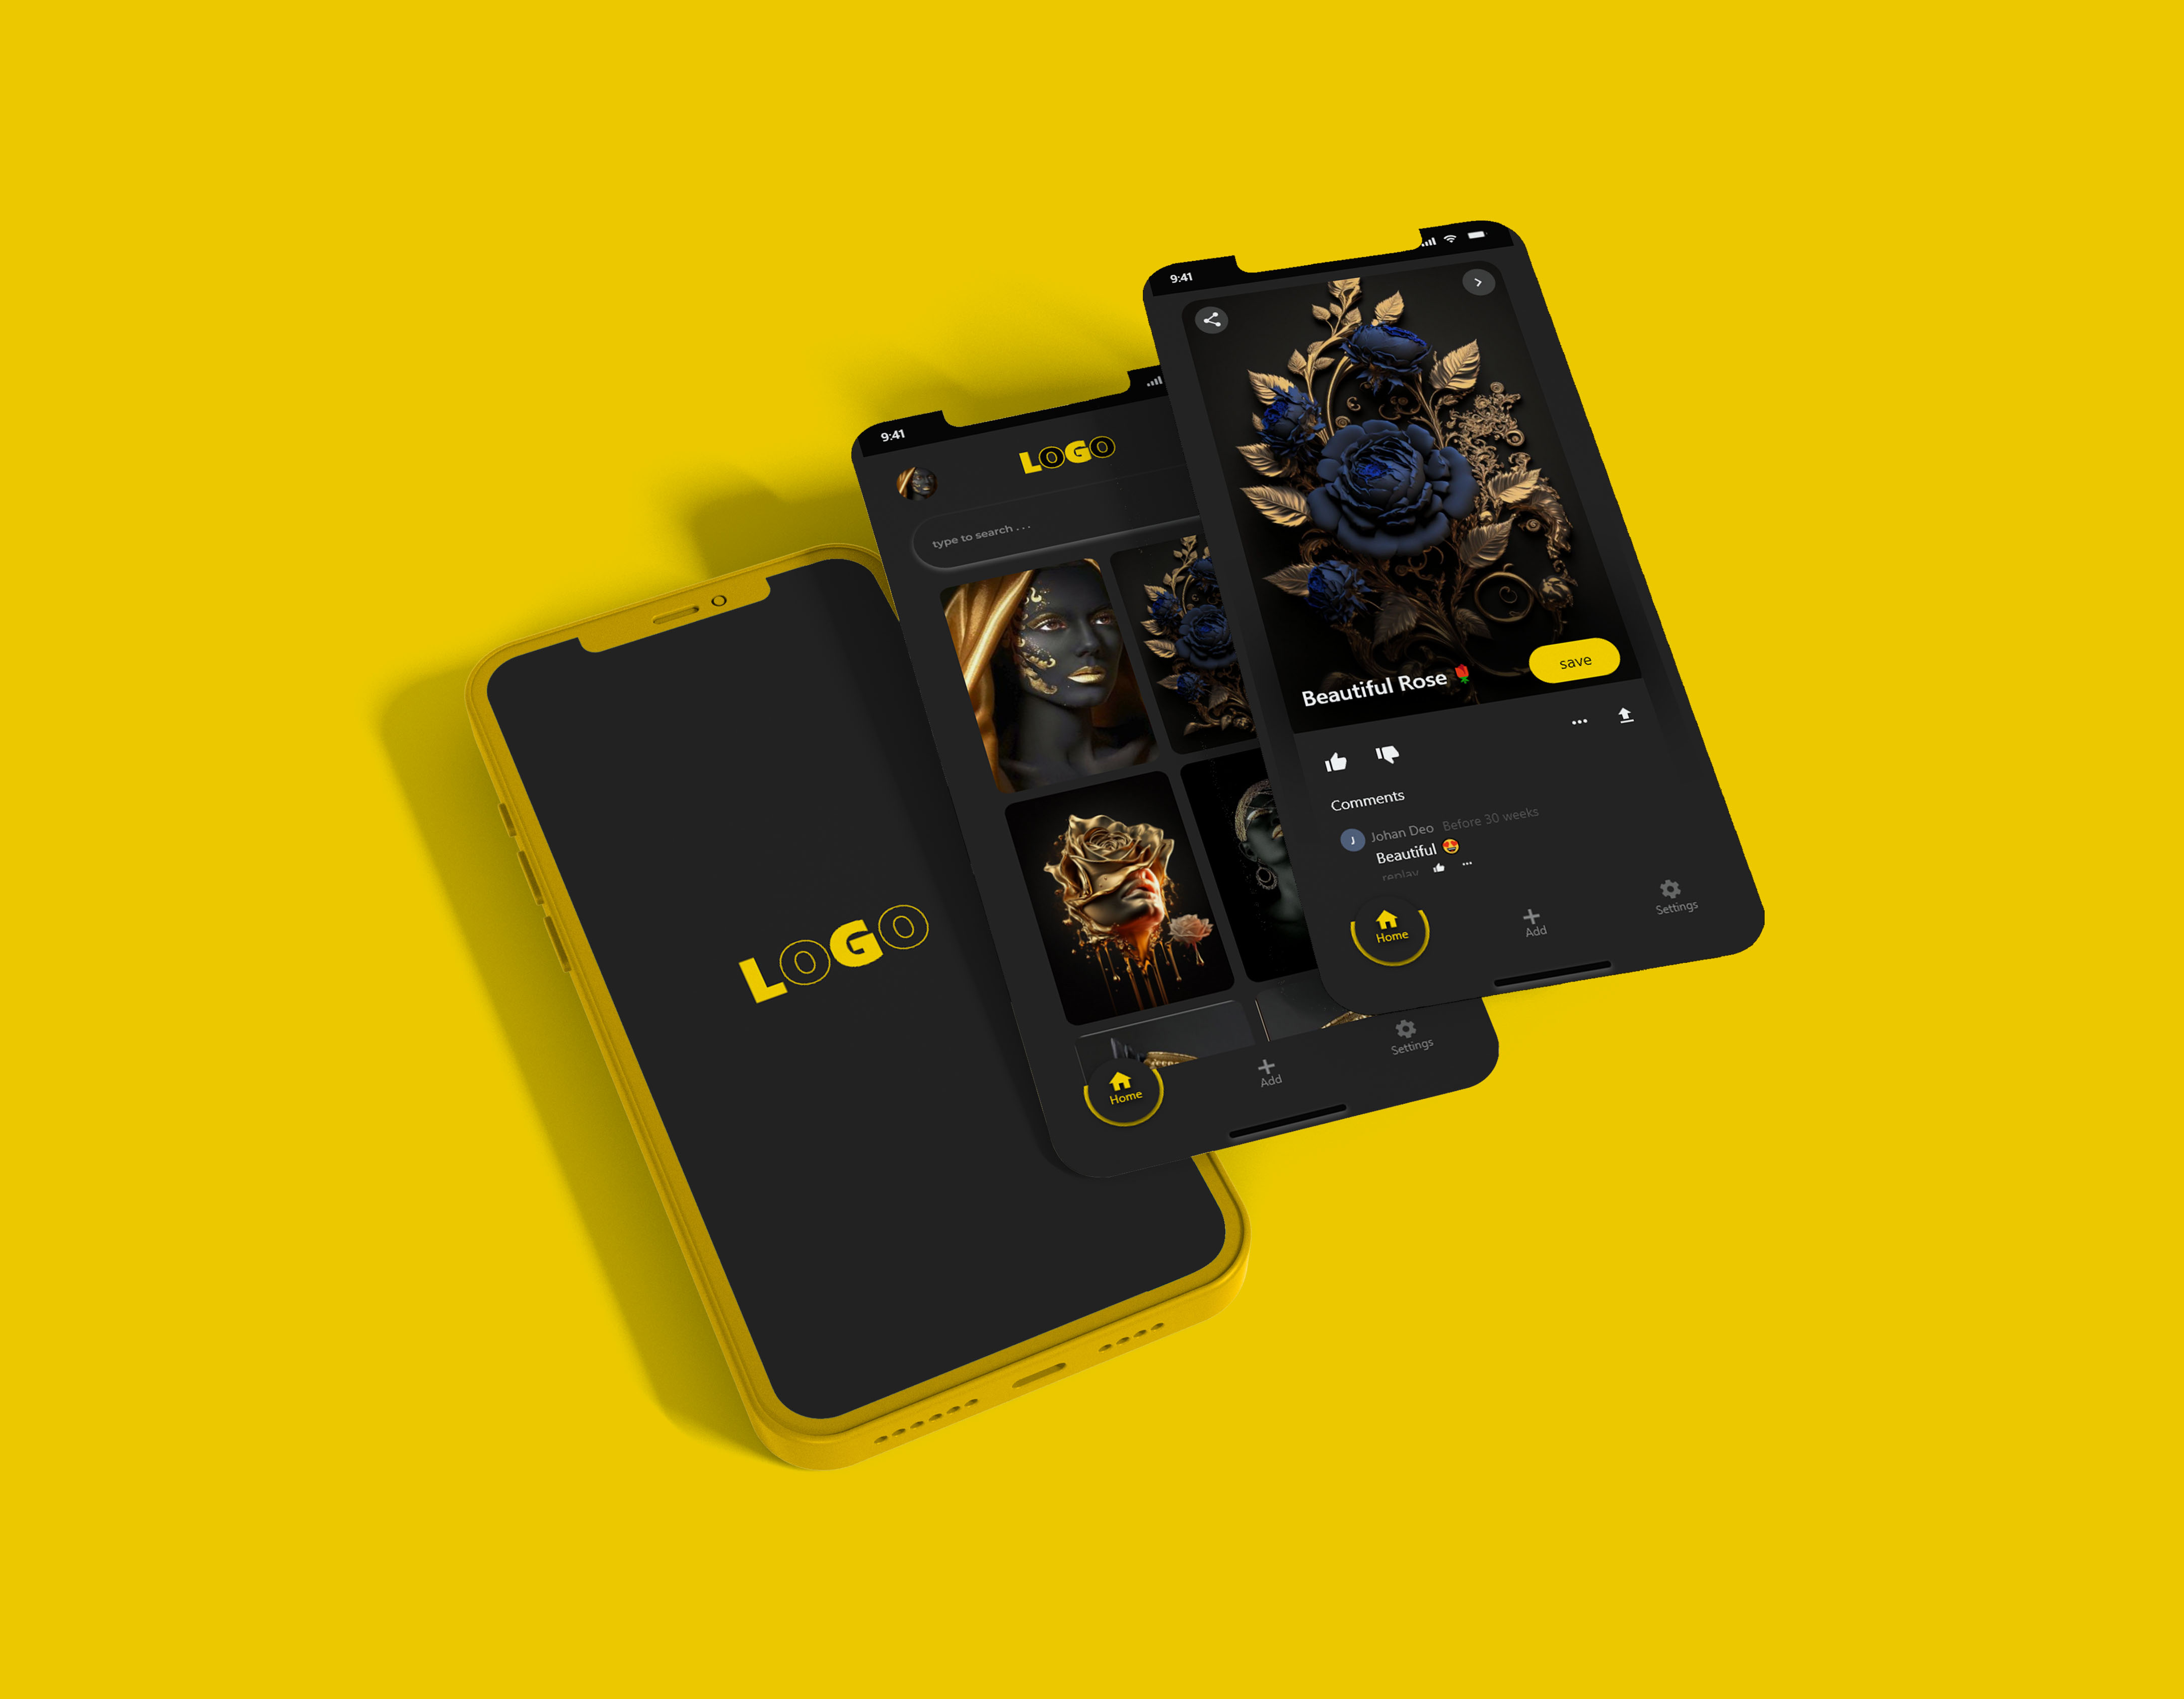 LOGO
9:41
LOGO
type to search . . .
Home
Add
Settings
9:41
Beautiful Rose 🌹
save
Comments
J
Johan Deo Before 30 weeks
Beautiful 🤩
replay
Home
Add
Settings